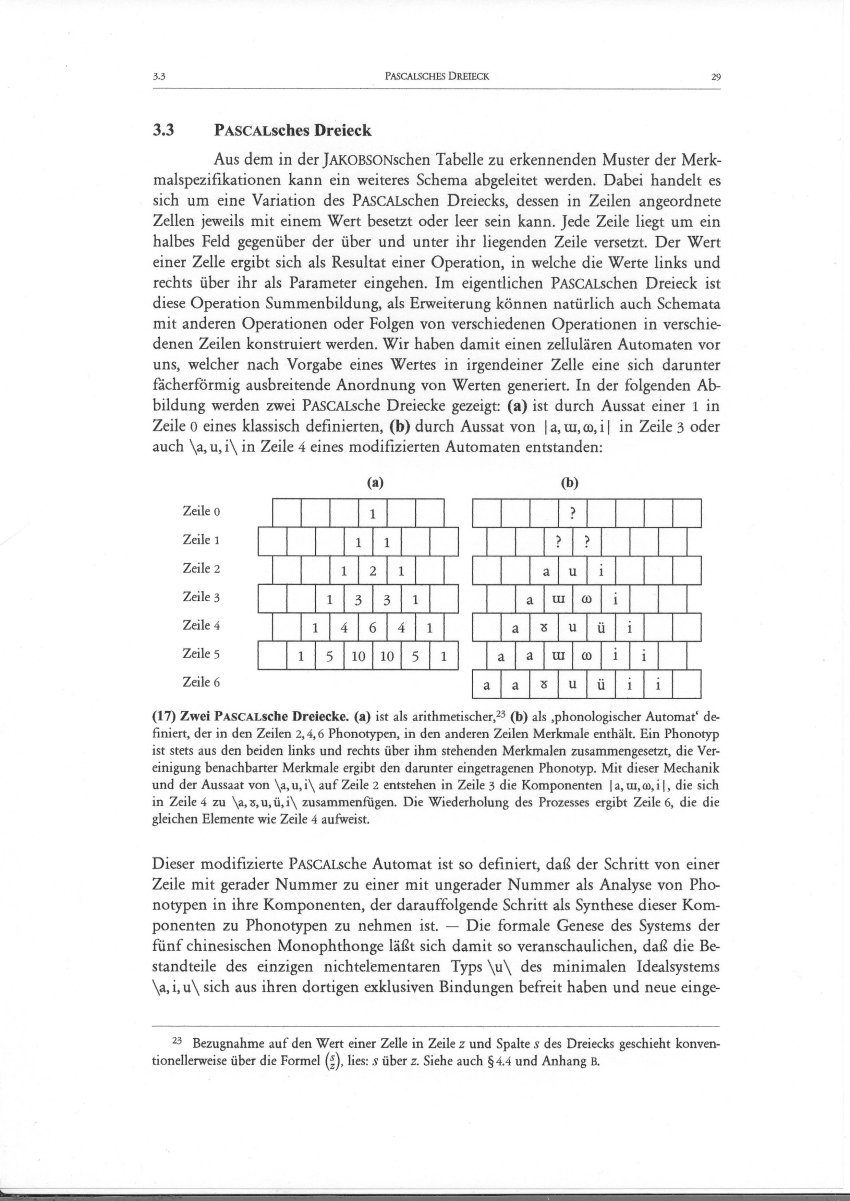 3.3 PASCALSCHES DREIECK 29
3.3 PASCALsches Dreieck
Aus dem in der JAKOBSONschen Tabelle zu erkennenden Muster der Merk-
malspezifikationen kann ein weiteres Schema abgeleitet werden. Dabei handelt es
sich um eine Variation des PASCALschen Dreiecks, dessen in Zeilen angeordnete
Zellen jeweils mit einem Wert besetzt oder leer sein kann. Jede Zeile liegt um ein
halbes Feld gegenüber der über und unter ihr liegenden Zeile versetzt. Der Wert
einer Zelle ergibt sich als Resultat einer Operation, in welche die Werte links und
rechts über ihr als Parameter eingehen. Im eigentlichen PASCALschen Dreieck ist
diese Operation Summenbildung, als Erweiterung können natürlich auch Schemata
mit anderen Operationen oder Folgen von verschiedenen Operationen in verschie-
denen Zeilen konstruiert werden. Wir haben damit einen zellulären Automaten vor
uns, welcher nach Vorgabe eines Wertes in irgendeiner Zelle eine sich darunter
fächerförmig ausbreitende Anordnung von Werten generiert. In der folgenden Ab-
bildung werden zwei PASCALsche Dreiecke gezeigt: (a) ist durch Aussat einer 1 in
Zeile 0 eines klassisch definierten, (b) durch Aussat von |a, ɯ, ɷ, i| in Zeile 3 oder
auch \a, u, i\ in Zeile 4 eines modifizierten Automaten entstanden:
(a) (b)
Zeile 0 1 ?
Zeile 1 1 1 ? ?
Zeile 2 1 2 1 a u i
Zeile 3 1 3 3 1 a ɯ ɷ i
Zeile 4 1 4 6 4 1 a ɤ u ü i
Zeile 5 1 5 10 10 5 1 a a ɯ ɷ i i
Zeile 6 a a ɤ u ü i i
(17) Zwei PASCALsche Dreiecke. (a) ist als arithmetischer,²³ (b) als ‚phonologischer Automat‘ de-
finiert, der in den Zeilen 2, 4, 6 Phonotypen, in den anderen Zeilen Merkmale enthält. Ein Phonotyp
ist stets aus den beiden links und rechts über ihm stehenden Merkmalen zusammengesetzt, die Ver-
einigung benachbarter Merkmale ergibt den darunter eingetragenen Phonotyp. Mit dieser Mechanik
und der Aussaat von \a, u, i\ auf Zeile 2 entstehen in Zeile 3 die Komponenten |a, ɯ, ɷ, i|, die sich
in Zeile 4 zu \a, ɤ, u, ü, i\ zusammenfügen. Die Wiederholung des Prozesses ergibt Zeile 6, die die
gleichen Elemente wie Zeile 4 aufweist.
Dieser modifizierte PASCALsche Automat ist so definiert, daß der Schritt von einer
Zeile mit gerader Nummer zu einer mit ungerader Nummer als Analyse von Pho-
notypen in ihre Komponenten, der darauffolgende Schritt als Synthese dieser Kom-
ponenten zu Phonotypen zu nehmen ist. — Die formale Genese des Systems der
fünf chinesischen Monophthonge läßt sich damit so veranschaulichen, daß die Be-
standteile des einzigen nichtelementaren Typs \u\ des minimalen Idealsystems
\a, i, u\ sich aus ihren dortigen exklusiven Bindungen befreit haben und neue einge-
²³ Bezugnahme auf den Wert einer Zelle in Zeile z und Spalte s des Dreiecks geschieht konven-
tionellerweise über die Formel (s/z), lies: s über z. Siehe auch § 4.4 und Anhang B.